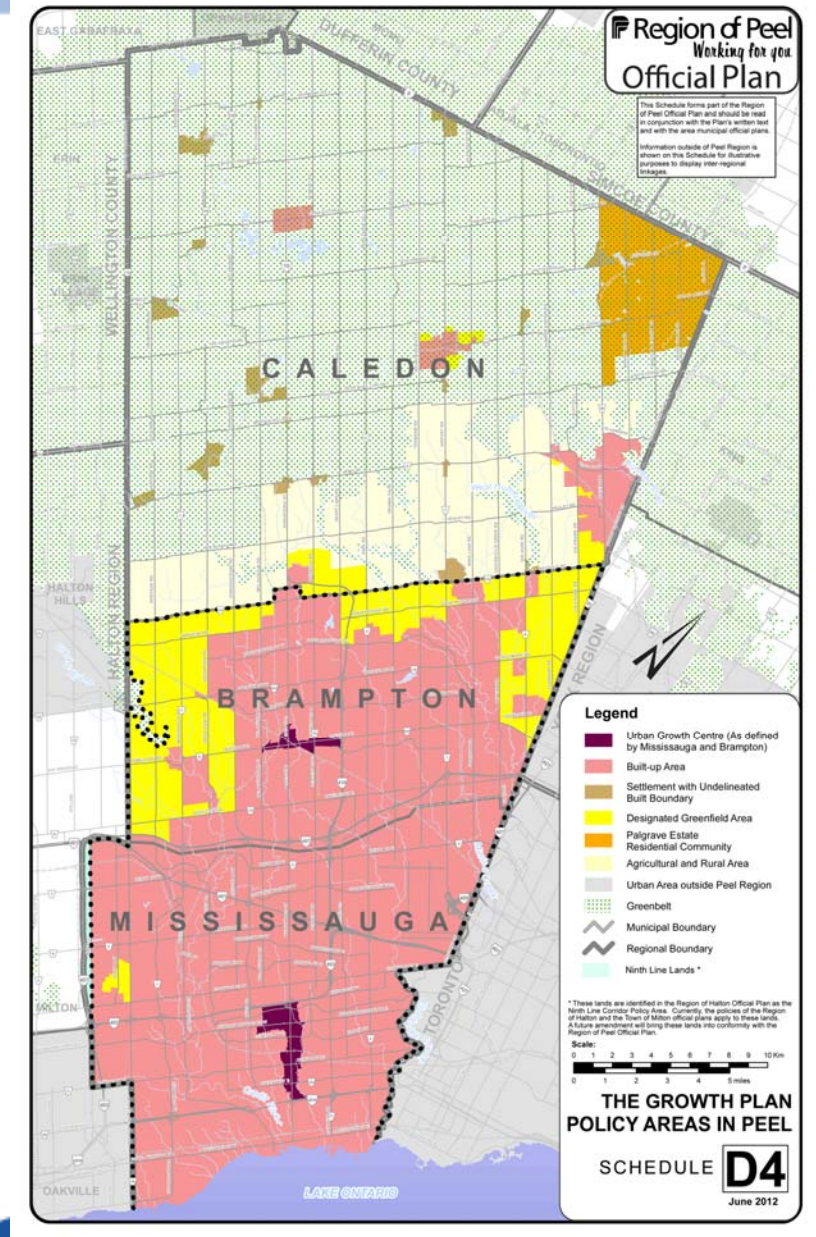 Region of Peel
Working for you
Official Plan
This Schedule forms part of the Region
of Peel Official Plan and should be read
in conjunction with the Plan's written text
and with the area municipal official plans.
Information outside of Peel Region is
shown on this Schedule for illustrative
purposes to display inter-regional
linkages.
EAST GARAFRAXA
ORANGEVILLE
MONO
DUFFERIN COUNTY
SIMCOE COUNTY
ERIN
WELLINGTON COUNTY
CALEDON
KING
HALTON
HILLS
HALTON REGION
BRAMPTON
YORK REGION
MISSISSAUGA
TORONTO
MILTON
Credit River
OAKVILLE
LAKE ONTARIO
Legend
Urban Growth Centre (As defined
by Mississauga and Brampton)
Built-up Area
Settlement with Undelineated
Built Boundary
Designated Greenfield Area
Palgrave Estate
Residential Community
Agricultural and Rural Area
Urban Area outside Peel Region
Greenbelt
Municipal Boundary
Regional Boundary
Ninth Line Lands *
* These lands are identified in the Region of Halton Official Plan as the
Ninth Line Corridor Policy Area. Currently, the policies of the Region
of Halton and the Town of Milton official plans apply to these lands.
A future amendment will bring these lands into conformity with the
Region of Peel Official Plan.
Scale:
0 1 2 3 4 5 6 7 8 9 10 Km
0 1 2 3 4 5 miles
THE GROWTH PLAN
POLICY AREAS IN PEEL
SCHEDULE D4
June 2012